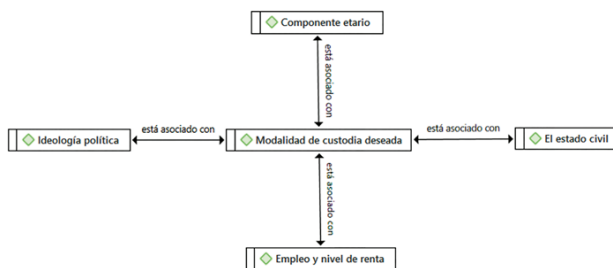 Componente etario
está asociado con
está asociado con
está asociado con
Ideología política
Modalidad de custodia deseada
El estado civil
está asociado con
Empleo y nivel de renta